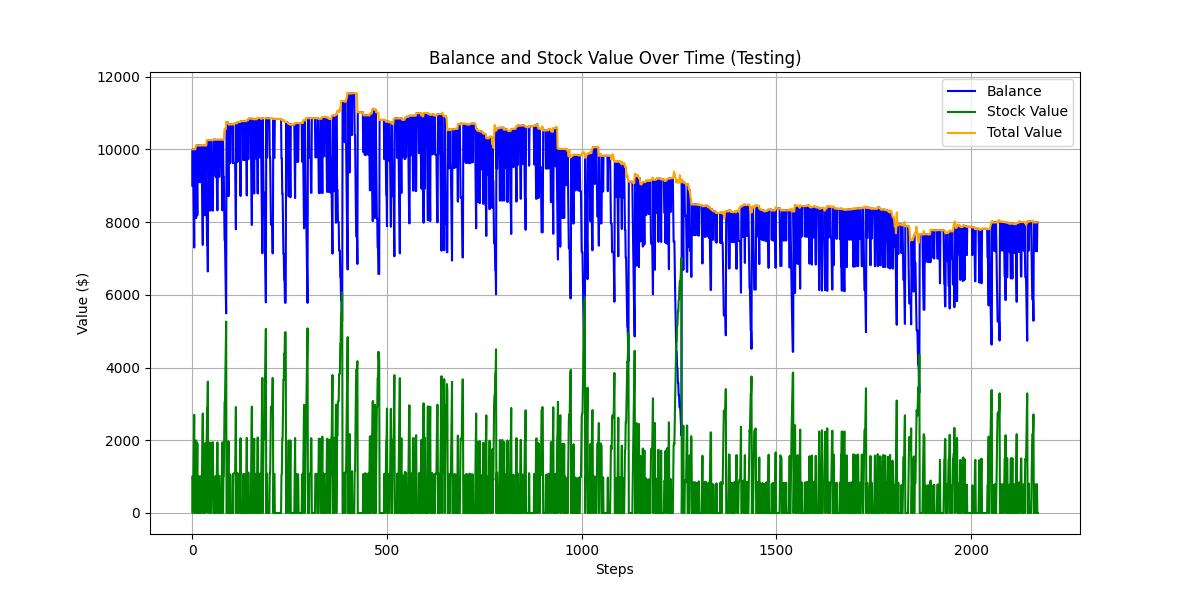 Balance and Stock Value Over Time (Testing)
12000
10000
8000
6000
4000
2000
0
Value ($)
Balance
Stock Value
Total Value
0
500
1000
1500
2000
Steps